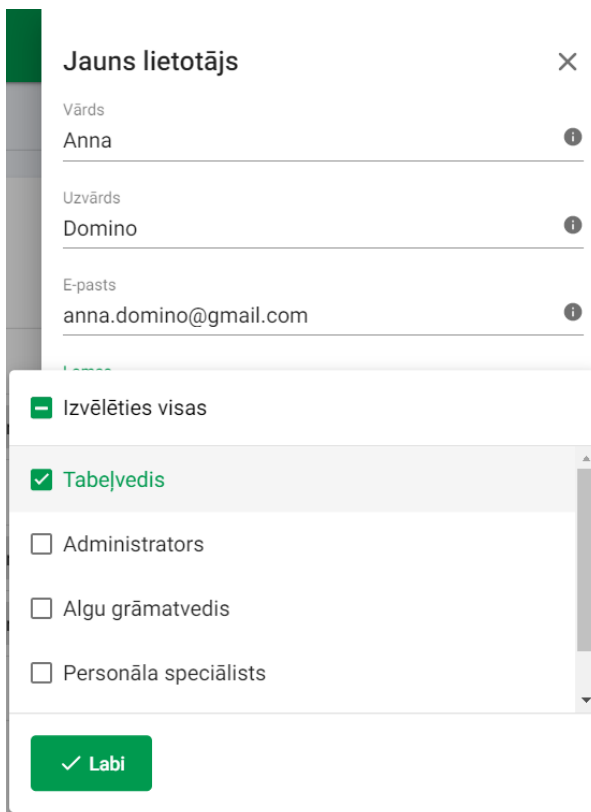 Jauns lietotājs
Vārds
Anna
Uzvārds
Domino
E-pasts
anna.domino@gmail.com
Izvēlēties visas
Tabeļvedis
Administrators
Algu grāmatvedis
Personāla speciālists
Labi